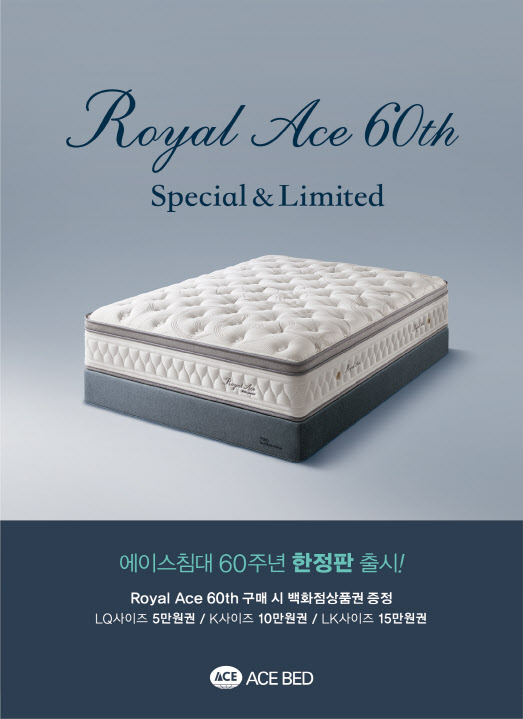 Royal Ace 60th
Special & Limited
Royal Ace
에이스침대 60주년 한정판 출시!
Royal Ace 60th 구매 시 백화점상품권 증정
LQ사이즈 5만원권 / K사이즈 10만원권 / LK사이즈 15만원권
ACE ACE BED